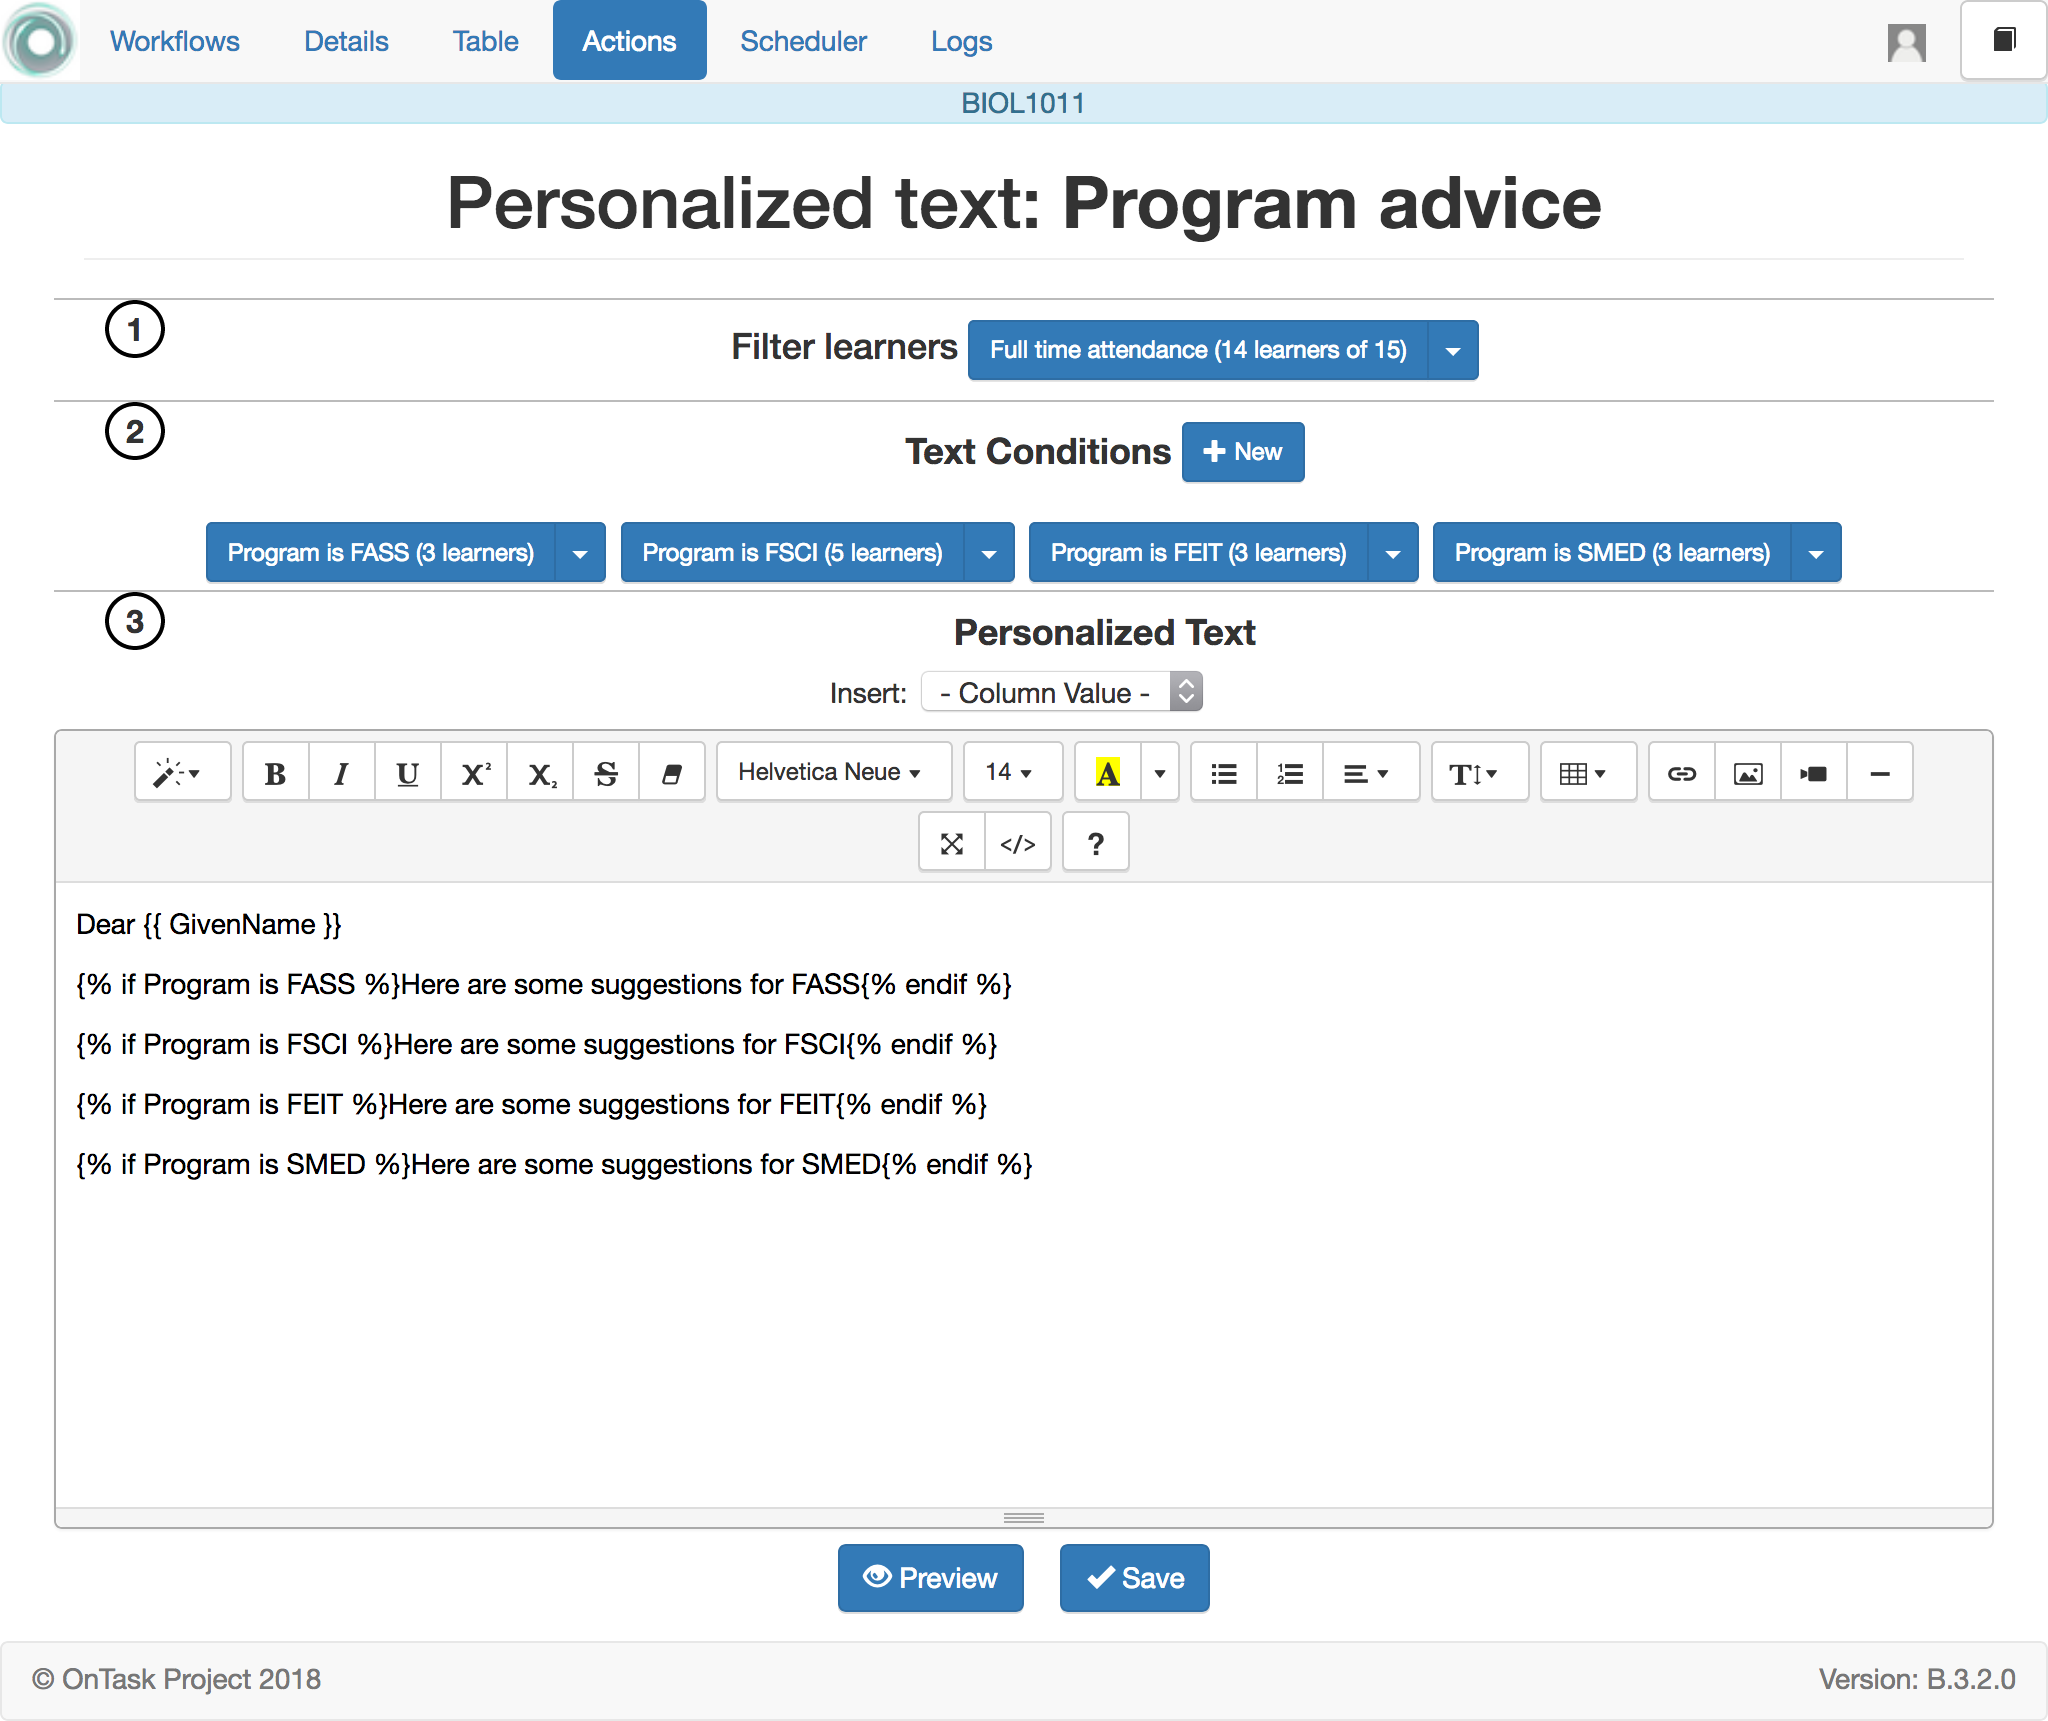 Workflows Details Table Actions Scheduler Logs
BIOL1011
Personalized text: Program advice
1
Filter learners Full time attendance (14 learners of 15)
2
Text Conditions New
Program is FASS (3 learners) Program is FSCI (5 learners) Program is FEIT (3 learners) Program is SMED (3 learners)
3
Personalized Text
Insert: - Column Value -
B I U X² X₂ S Helvetica Neue 14 A T
</> ?
Dear {{ GivenName }}
{% if Program is FASS %}Here are some suggestions for FASS{% endif %}
{% if Program is FSCI %}Here are some suggestions for FSCI{% endif %}
{% if Program is FEIT %}Here are some suggestions for FEIT{% endif %}
{% if Program is SMED %}Here are some suggestions for SMED{% endif %}
Preview Save
© OnTask Project 2018 Version: B.3.2.0